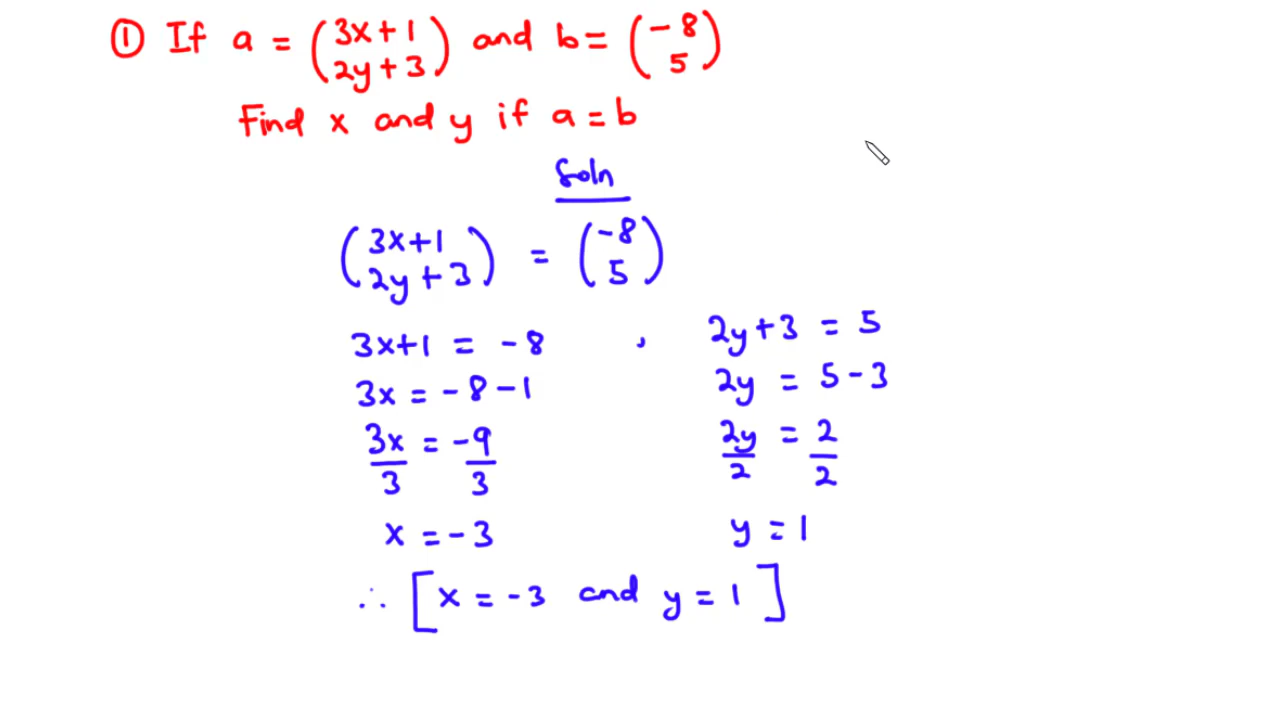 ① If a = (3x+1 2y+3) and b = (-8 5)
Find x and y if a = b
Soln
(3x+1 2y+3) = (-8 5)
3x+1 = -8 , 2y+3 = 5
3x = -8-1 2y = 5-3
3x/3 = -9/3 2y/2 = 2/2
x = -3 y = 1
∴ [x = -3 and y = 1]